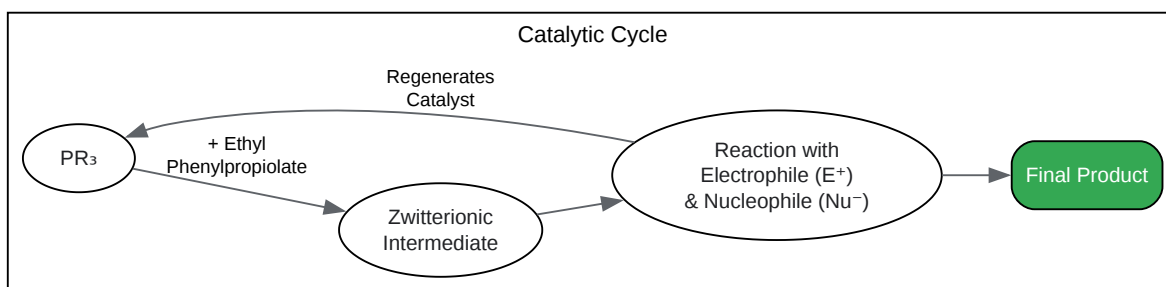 Catalytic Cycle
Regenerates
Catalyst
+ Ethyl
Phenylpropiolate
PR₃
Zwitterionic
Intermediate
Reaction with
Electrophile (E⁺)
& Nucleophile (Nu⁻)
Final Product